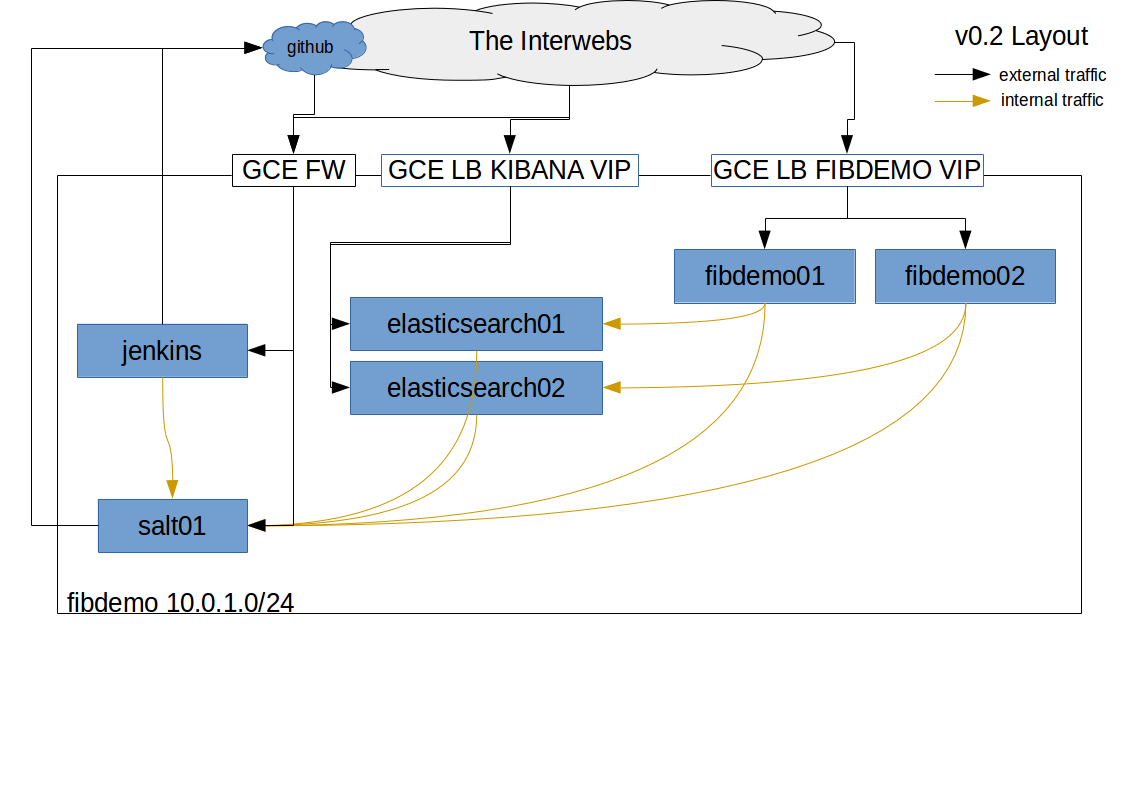 github
The Interwebs
v0.2 Layout
external traffic
internal traffic
GCE FW
GCE LB KIBANA VIP
GCE LB FIBDEMO VIP
fibdemo01
fibdemo02
elasticsearch01
jenkins
elasticsearch02
salt01
fibdemo 10.0.1.0/24